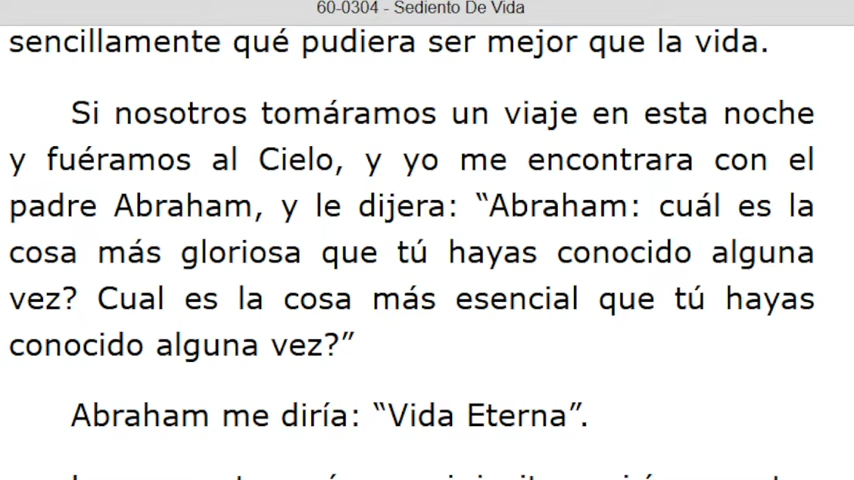 60-0304 - Sediento De Vida
sencillamente qué pudiera ser mejor que la vida.
Si nosotros tomáramos un viaje en esta noche
y fuéramos al Cielo, y yo me encontrara con el
padre Abraham, y le dijera: “Abraham: cuál es la
cosa más gloriosa que tú hayas conocido alguna
vez? Cual es la cosa más esencial que tú hayas
conocido alguna vez?”
Abraham me diría: “Vida Eterna”.